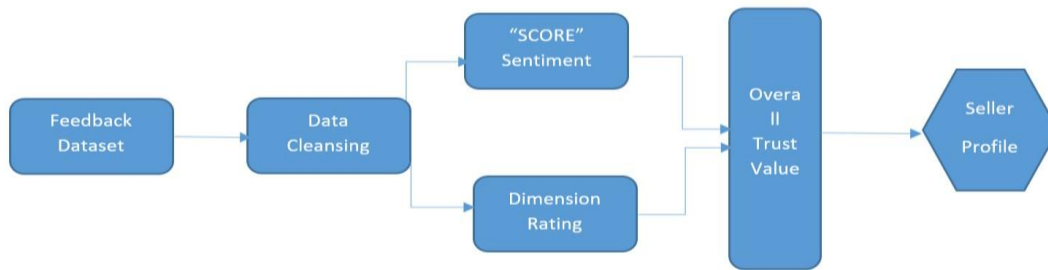 Feedback
Dataset
Data
Cleansing
“SCORE”
Sentiment
Dimension
Rating
Overa
ll
Trust
Value
Seller
Profile